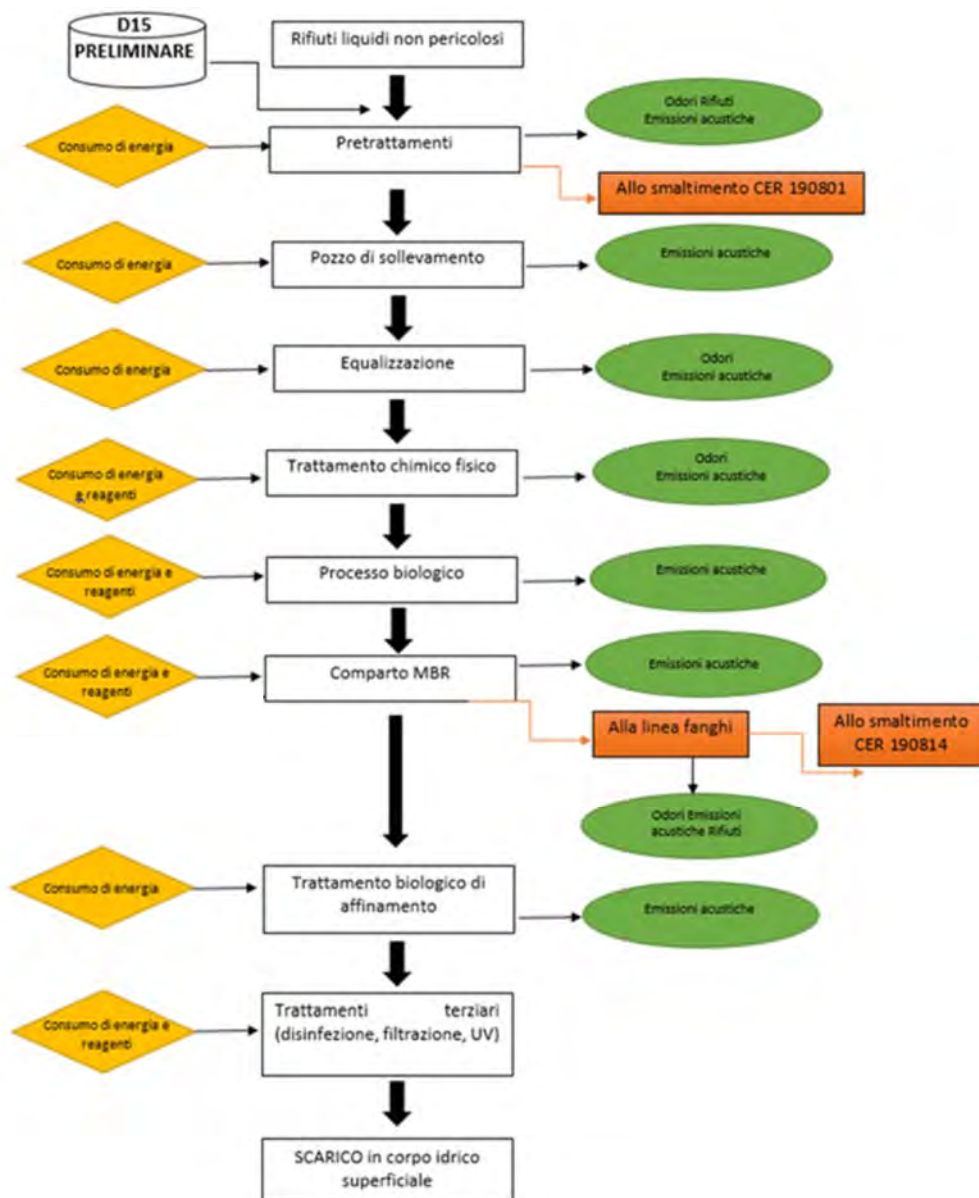 D15
PRELIMINARE
Rifiuti liquidi non pericolosi
Odori Rifiuti
Emissioni acustiche
Consumo di energia
Pretrattamenti
Allo smaltimento CER 190801
Consumo di energia
Pozzo di sollevamento
Emissioni acustiche
Consumo di energia
Equalizzazione
Odori
Emissioni acustiche
Consumo di energia
e reagenti
Trattamento chimico fisico
Odori
Emissioni acustiche
Consumo di energia e
reagenti
Processo biologico
Emissioni acustiche
Consumo di energia e
reagenti
Comparto MBR
Emissioni acustiche
Alla linea fanghi
Allo smaltimento
CER 190814
Odori Emissioni
acustiche Rifiuti
Consumo di energia
Trattamento biologico di
affinamento
Emissioni acustiche
Consumo di energia e
reagenti
Trattamenti terziari
(disinfezione, filtrazione, UV)
SCARICO in corpo idrico
superficiale